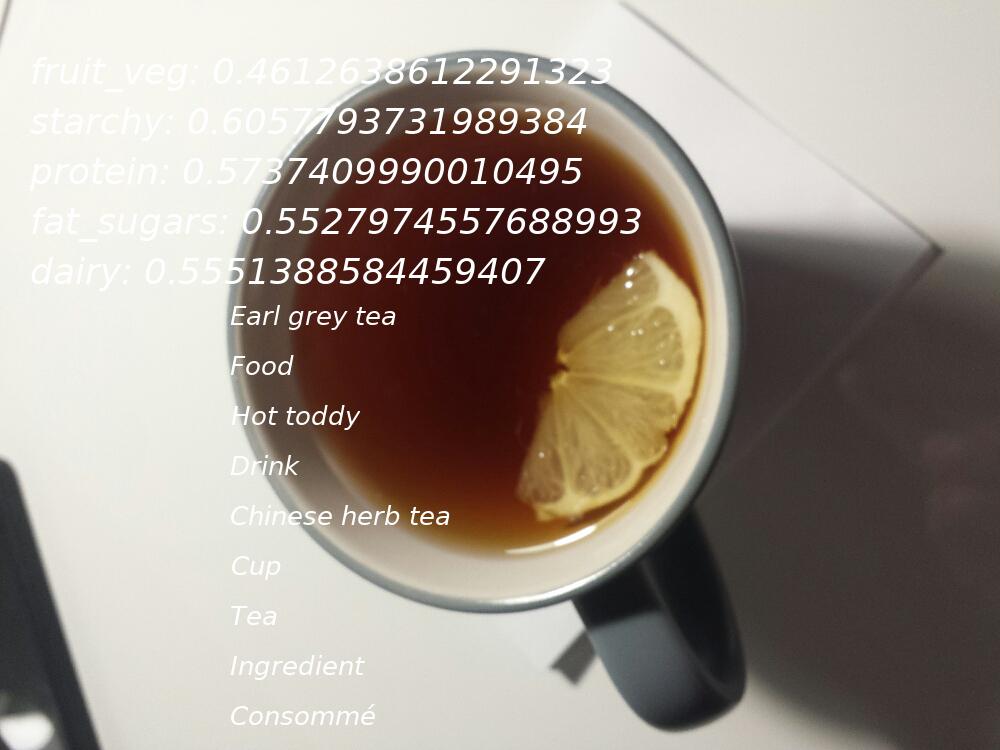 fruit_veg: 0.4612638612291323
starchy: 0.6057793731989384
protein: 0.5737409990010495
fat_sugars: 0.5527974557688993
dairy: 0.5551388584459407
Earl grey tea
Food
Hot toddy
Drink
Chinese herb tea
Cup
Tea
Ingredient
Consommé